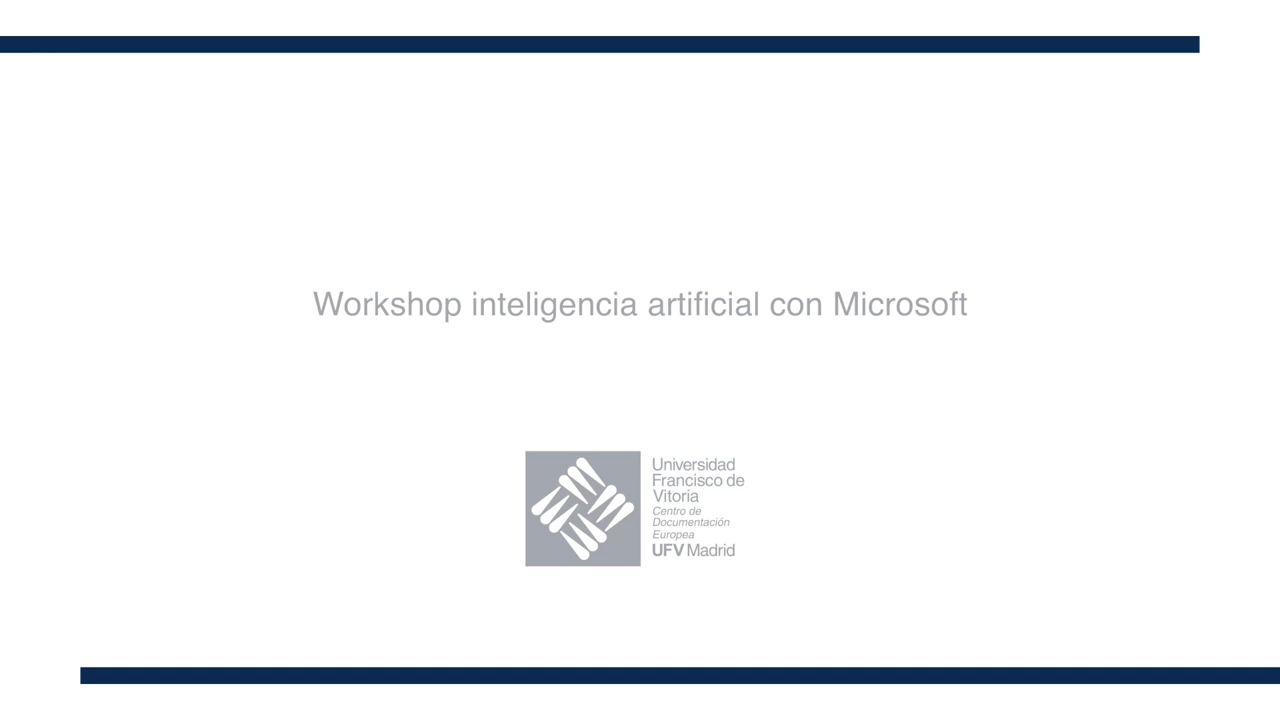 Workshop inteligencia artificial con Microsoft
Universidad
Francisco de
Vitoria
Centro de
Documentación
Europea
UFV Madrid